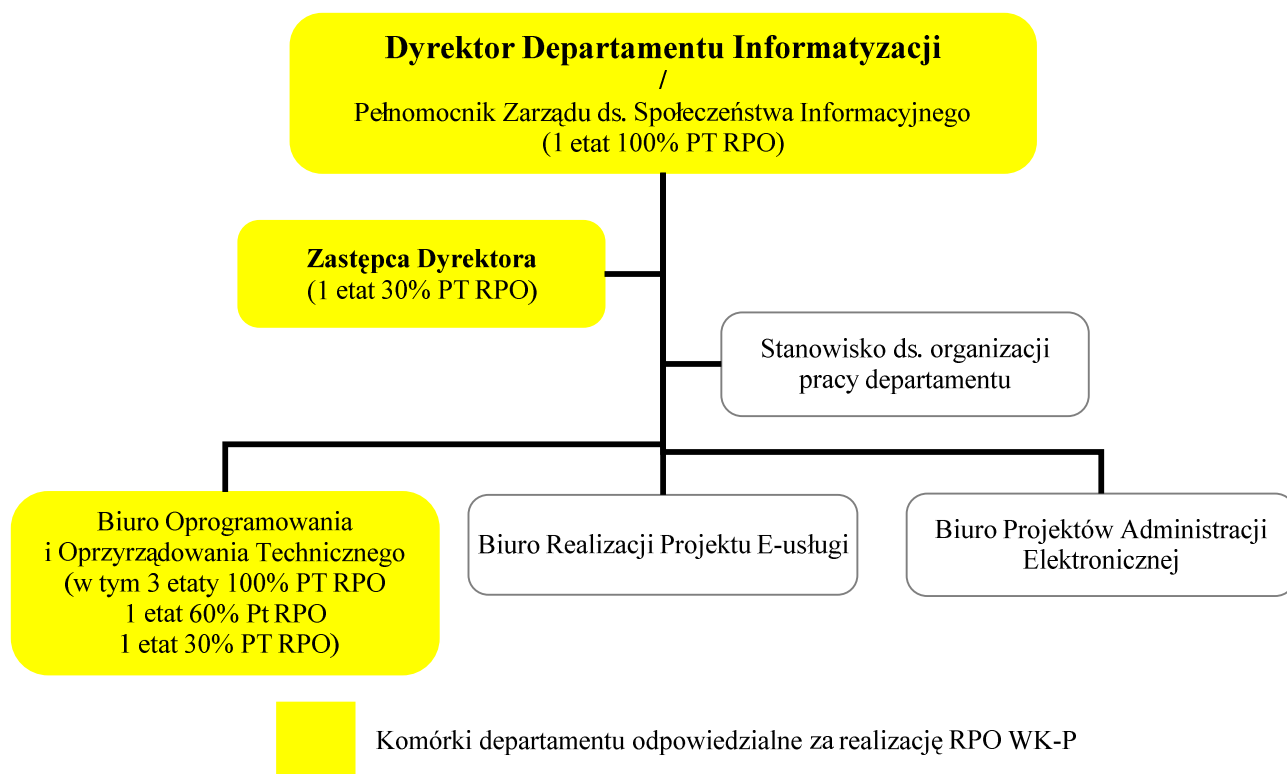 Dyrektor Departamentu Informatyzacji
/
Pełnomocnik Zarządu ds. Społeczeństwa Informacyjnego
(1 etat 100% PT RPO)
Zastępca Dyrektora
(1 etat 30% PT RPO)
Stanowisko ds. organizacji
pracy departamentu
Biuro Oprogramowania
i Oprzyrządowania Technicznego
(w tym 3 etaty 100% PT RPO
1 etat 60% Pt RPO
1 etat 30% PT RPO)
Biuro Realizacji Projektu E-usługi
Biuro Projektów Administracji
Elektronicznej
Komórki departamentu odpowiedzialne za realizację RPO WK-P